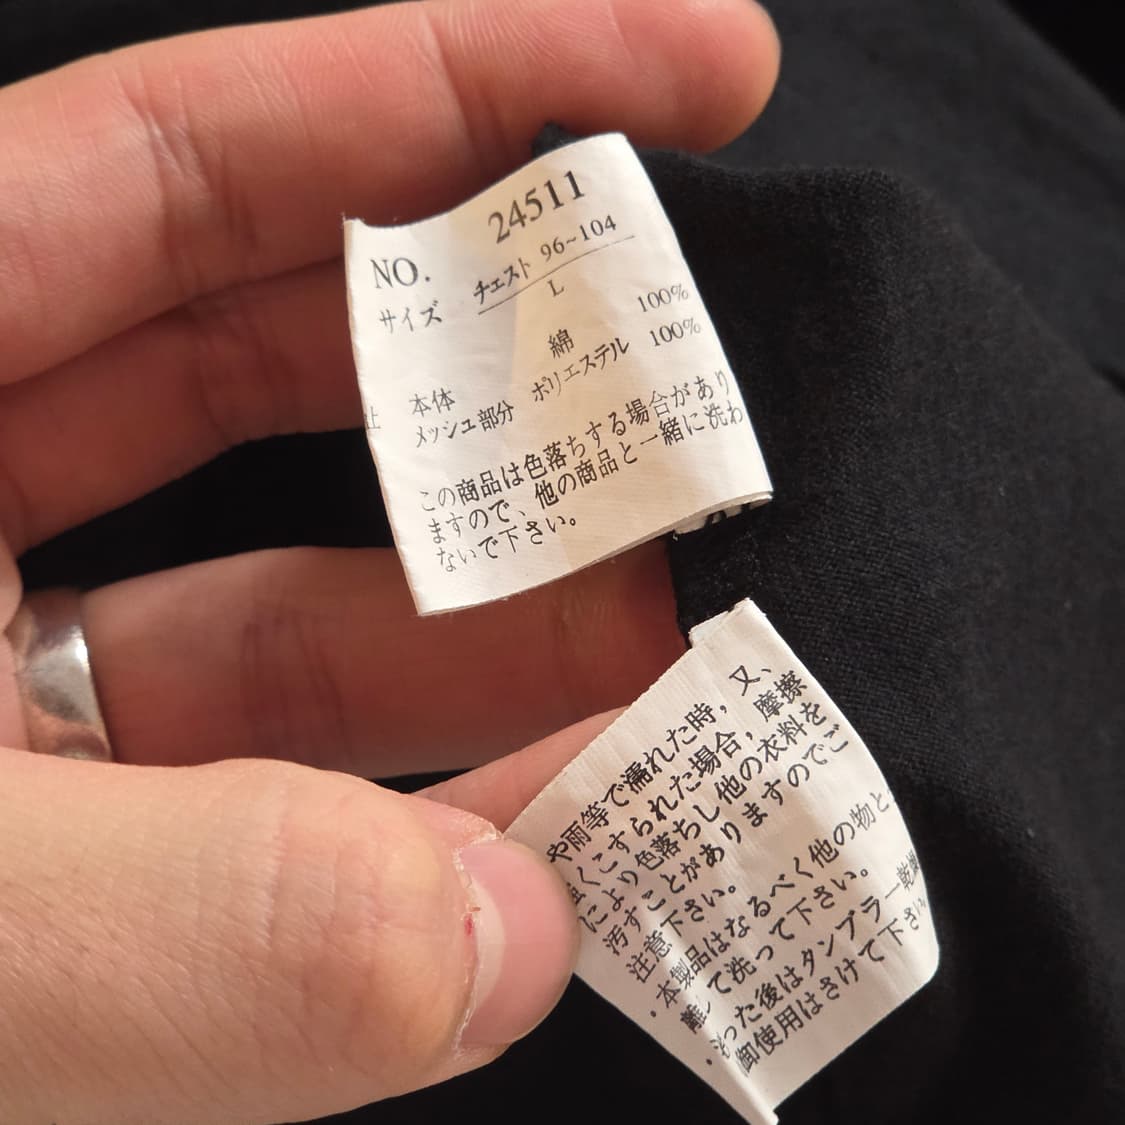 NO. 24511
サイズ チェスト 96~104
L
本体 綿 100%
メッシュ部分 ポリエステル 100%
この商品は色落ちする場合があり
ますので、他の商品と一緒に洗わ
ないで下さい。
や雨等で濡れた時，又、
くこすられた場合，摩擦
により色落ちし他の衣料を
汚すことがありますのでご
注意下さい。
・本製品はなるべく他の物と
離して洗って下さい。
・洗った後はタンブラー乾燥
御使用はさけて下さい